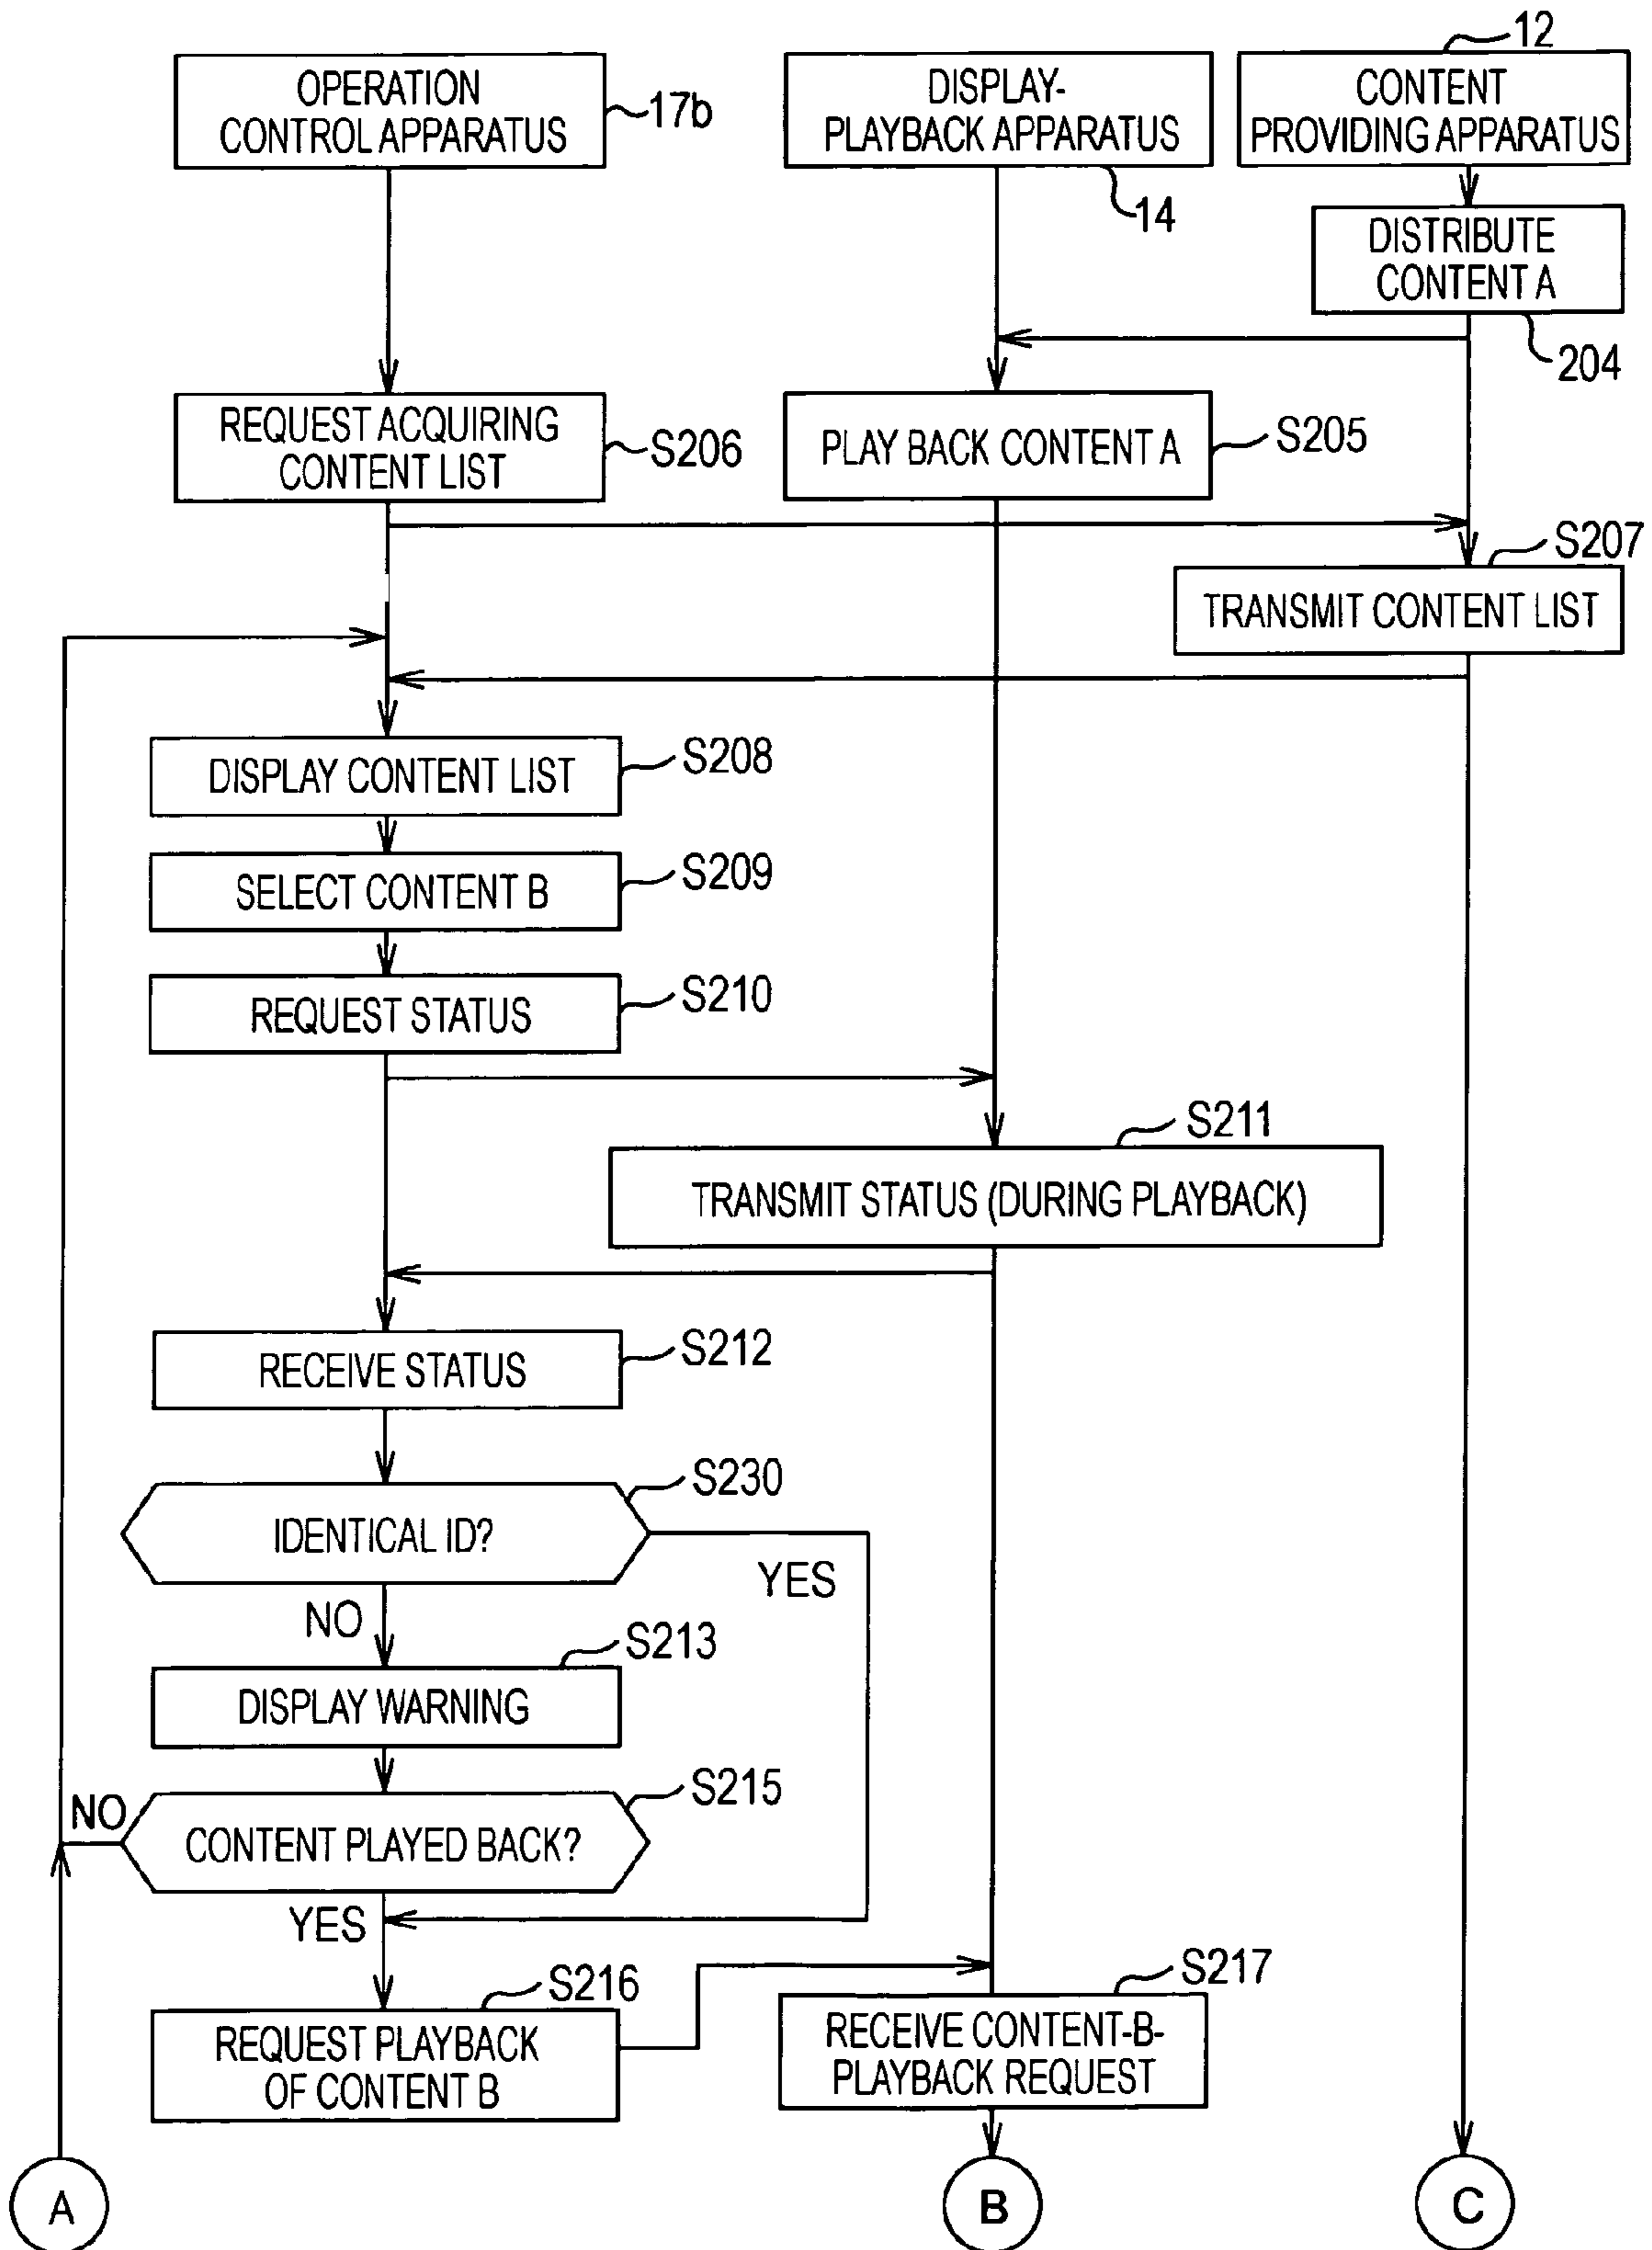 12
OPERATION
CONTROL APPARATUS
17b
DISPLAY-
PLAYBACK APPARATUS
14
CONTENT
PROVIDING APPARATUS
DISTRIBUTE
CONTENT A
204
REQUEST ACQUIRING
CONTENT LIST
S206
PLAY BACK CONTENT A
S205
S207
TRANSMIT CONTENT LIST
DISPLAY CONTENT LIST
S208
SELECT CONTENT B
S209
REQUEST STATUS
S210
S211
TRANSMIT STATUS (DURING PLAYBACK)
RECEIVE STATUS
S212
S230
IDENTICAL ID?
YES
NO
S213
DISPLAY WARNING
S215
NO
CONTENT PLAYED BACK?
YES
S216
REQUEST PLAYBACK
OF CONTENT B
S217
RECEIVE CONTENT-B-
PLAYBACK REQUEST
A
B
C